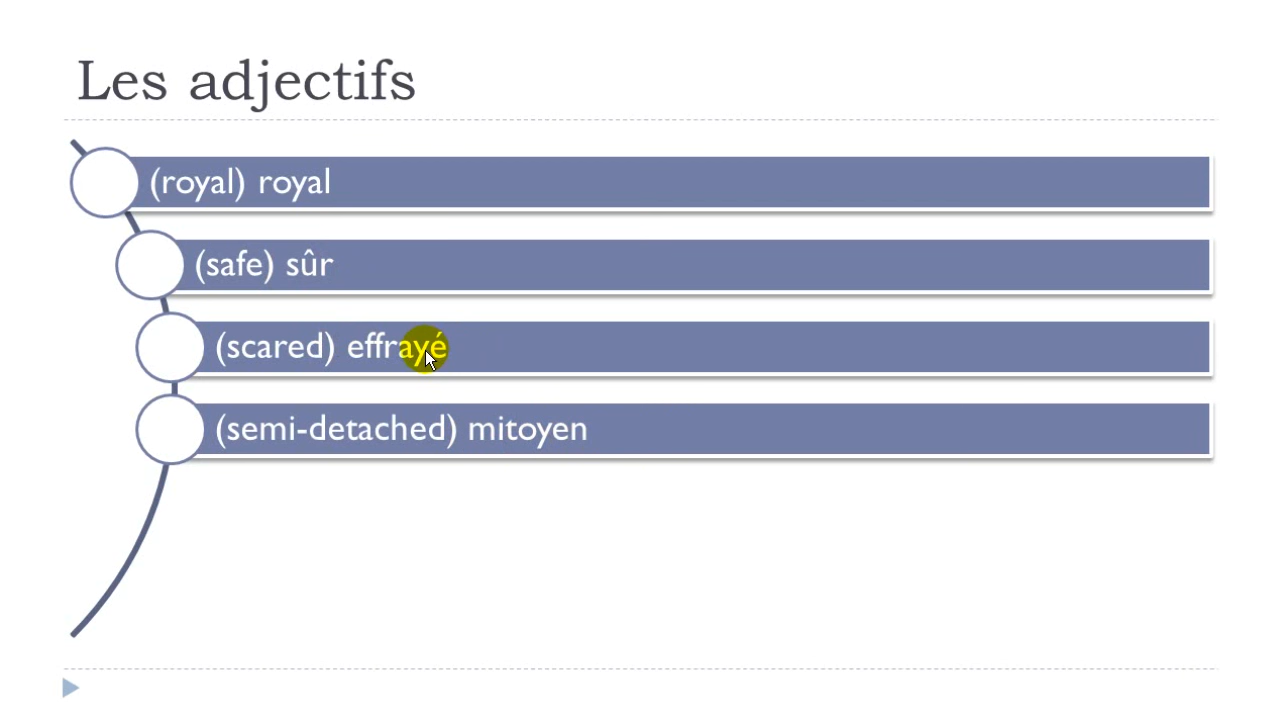 Les adjectifs
(royal) royal
(safe) sûr
(scared) effrayé
(semi-detached) mitoyen